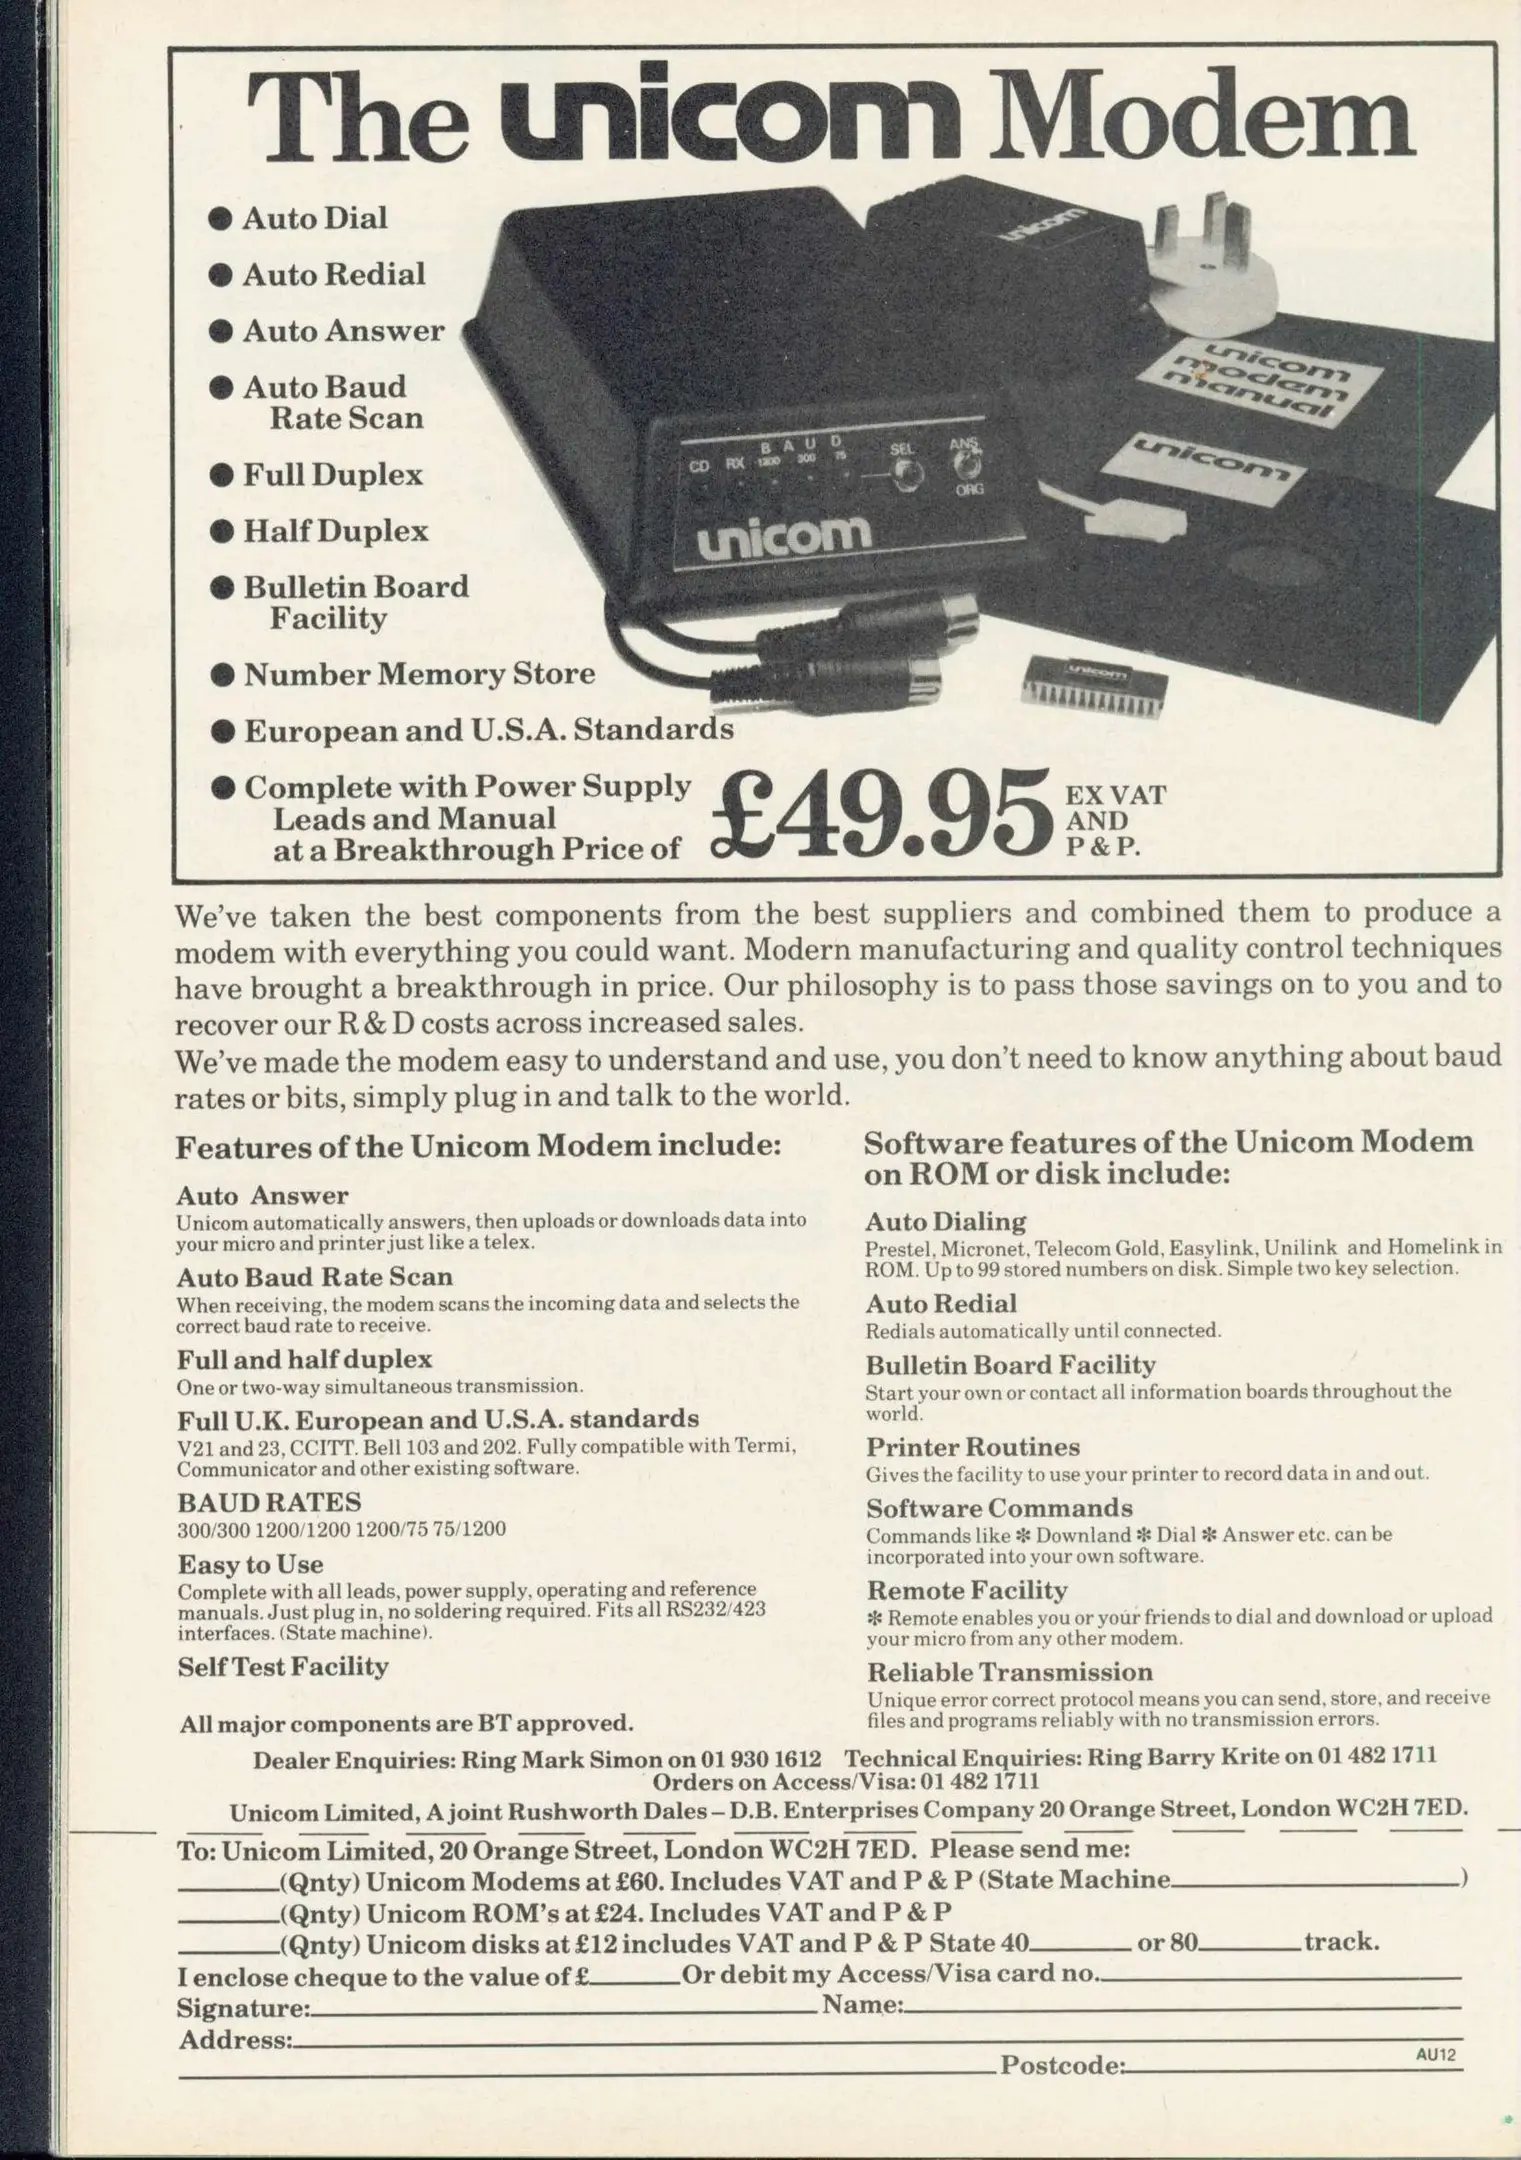 The unicom Modem
● Auto Dial
● Auto Redial
● Auto Answer
● Auto Baud
Rate Scan
● Full Duplex
● Half Duplex
● Bulletin Board
Facility
● Number Memory Store
● European and U.S.A. Standards
● Complete with Power Supply
Leads and Manual
at a Breakthrough Price of
£49.95
EX VAT
AND
P & P.
unicom
unicom
modem
manual
unicom
BAUD
CD RX 1200 300 75
SEL
ANS
ORG
unicom
unicom
We've taken the best components from the best suppliers and combined them to produce a
modem with everything you could want. Modern manufacturing and quality control techniques
have brought a breakthrough in price. Our philosophy is to pass those savings on to you and to
recover our R & D costs across increased sales.
We've made the modem easy to understand and use, you don't need to know anything about baud
rates or bits, simply plug in and talk to the world.
Features of the Unicom Modem include:
Auto Answer
Unicom automatically answers, then uploads or downloads data into
your micro and printer just like a telex.
Auto Baud Rate Scan
When receiving, the modem scans the incoming data and selects the
correct baud rate to receive.
Full and half duplex
One or two-way simultaneous transmission.
Full U.K. European and U.S.A. standards
V21 and 23, CCITT. Bell 103 and 202. Fully compatible with Termi,
Communicator and other existing software.
BAUD RATES
300/300 1200/1200 1200/75 75/1200
Easy to Use
Complete with all leads, power supply, operating and reference
manuals. Just plug in, no soldering required. Fits all RS232/423
interfaces. (State machine).
Self Test Facility
All major components are BT approved.
Software features of the Unicom Modem
on ROM or disk include:
Auto Dialing
Prestel, Micronet, Telecom Gold, Easylink, Unilink and Homelink in
ROM. Up to 99 stored numbers on disk. Simple two key selection.
Auto Redial
Redials automatically until connected.
Bulletin Board Facility
Start your own or contact all information boards throughout the
world.
Printer Routines
Gives the facility to use your printer to record data in and out.
Software Commands
Commands like ✻ Downland ✻ Dial ✻ Answer etc. can be
incorporated into your own software.
Remote Facility
✻ Remote enables you or your friends to dial and download or upload
your micro from any other modem.
Reliable Transmission
Unique error correct protocol means you can send, store, and receive
files and programs reliably with no transmission errors.
Dealer Enquiries: Ring Mark Simon on 01 930 1612 Technical Enquiries: Ring Barry Krite on 01 482 1711
Orders on Access/Visa: 01 482 1711
Unicom Limited, A joint Rushworth Dales – D.B. Enterprises Company 20 Orange Street, London WC2H 7ED.
To: Unicom Limited, 20 Orange Street, London WC2H 7ED. Please send me:
______(Qnty) Unicom Modems at £60. Includes VAT and P & P (State Machine______)
______(Qnty) Unicom ROM's at £24. Includes VAT and P & P
______(Qnty) Unicom disks at £12 includes VAT and P & P State 40______ or 80______track.
I enclose cheque to the value of £______Or debit my Access/Visa card no.______
Signature:______ Name:______
Address:______
______Postcode:______
AU12